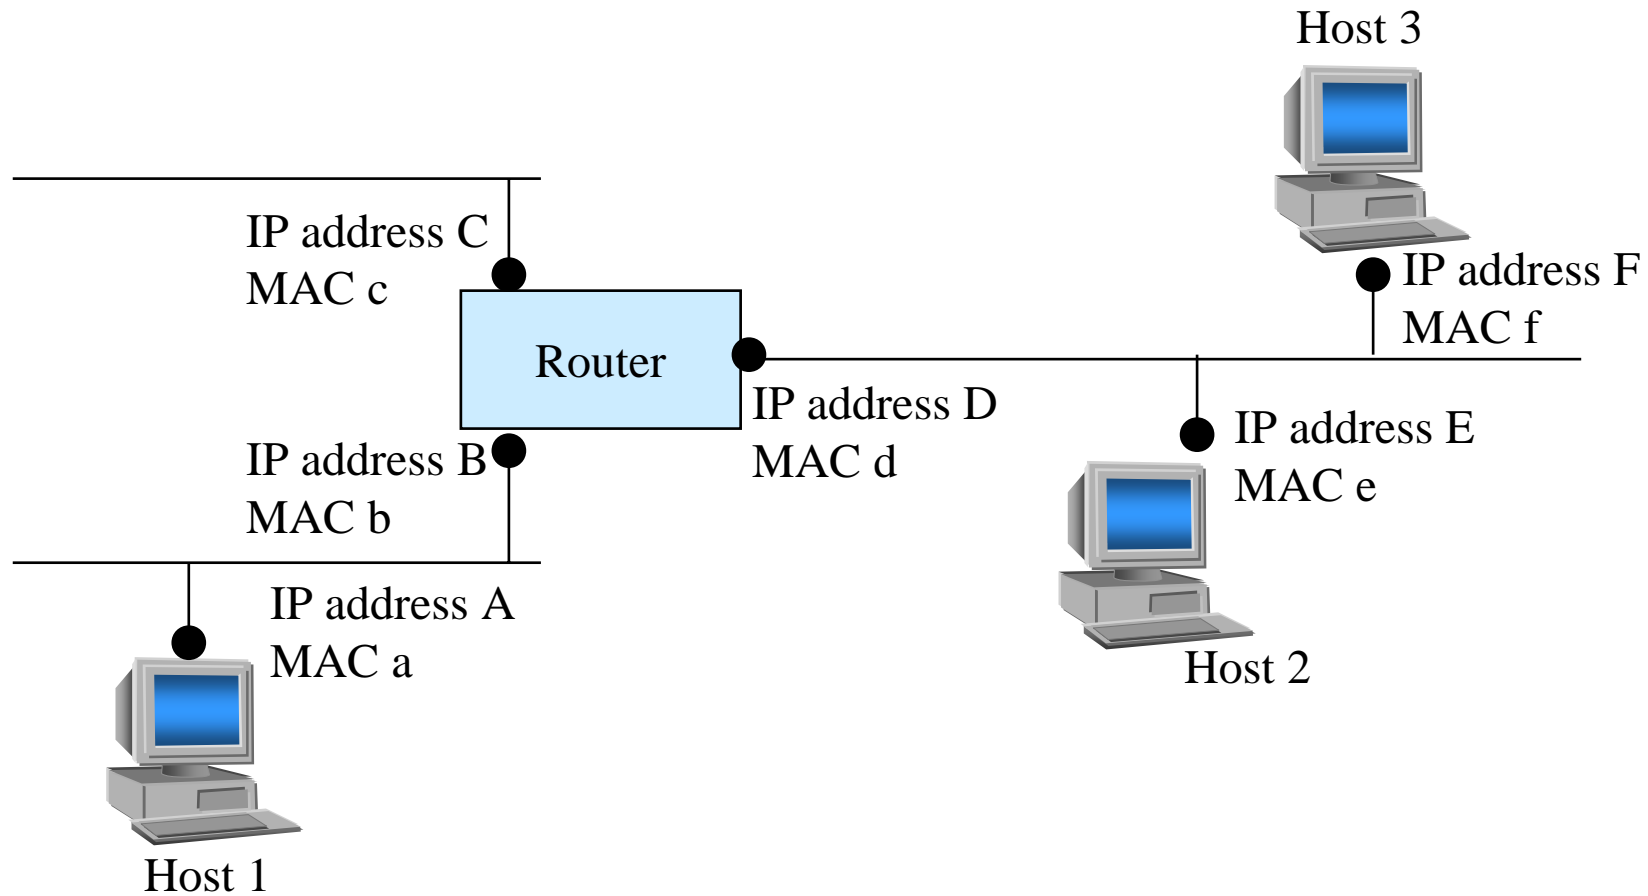 Host 3
IP address C
MAC c
IP address F
MAC f
Router
IP address D
MAC d
IP address B
MAC b
IP address E
MAC e
IP address A
MAC a
Host 2
Host 1